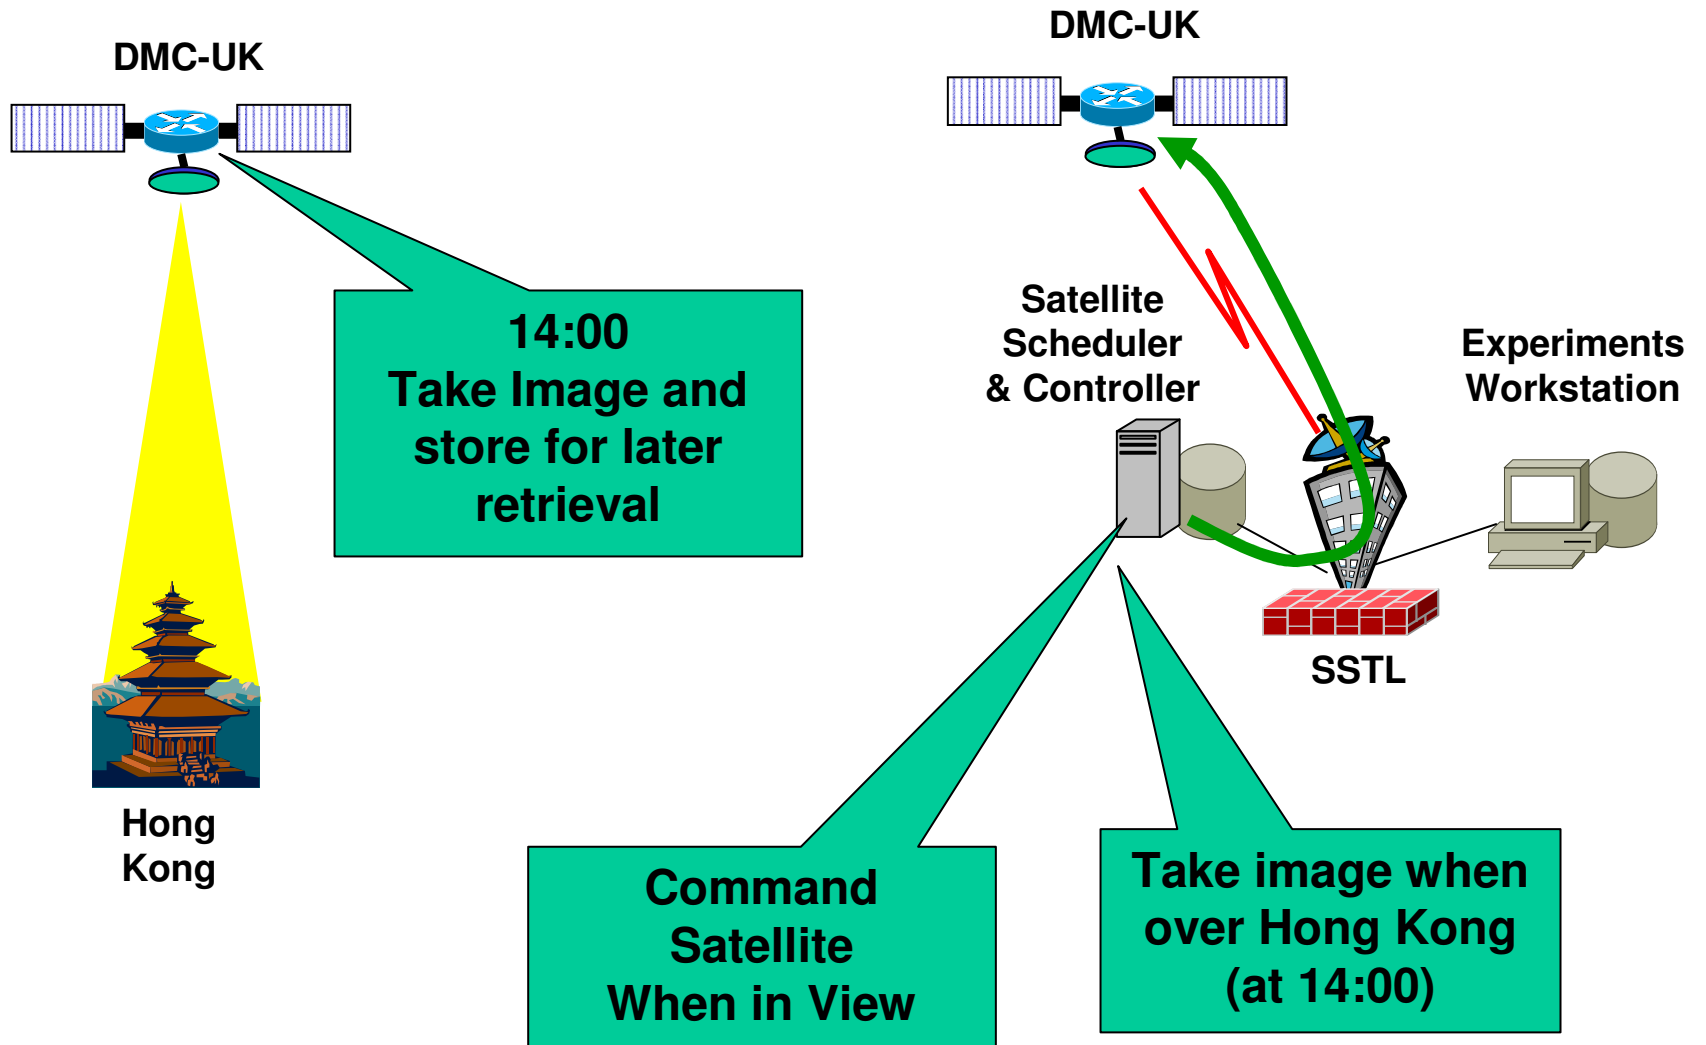 DMC-UK
14:00
Take Image and
store for later
retrieval
Hong
Kong
DMC-UK
Satellite
Scheduler
& Controller
Experiments
Workstation
SSTL
Command
Satellite
When in View
Take image when
over Hong Kong
(at 14:00)